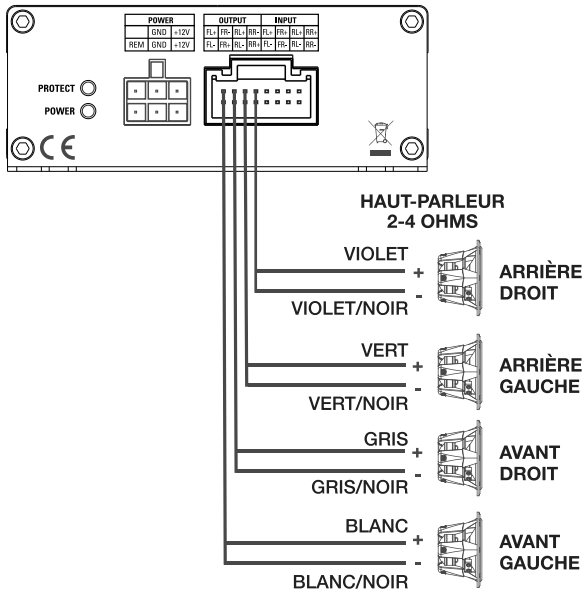 POWER OUTPUT INPUT
GND +12V FL+ FR- RL+ RR- FL+ FR+ RL+ RR+
REM GND +12V FL- FR+ RL- RR+ FL- FR- RL- RR-
PROTECT
POWER
CE
HAUT-PARLEUR
2-4 OHMS
VIOLET
+
-
VIOLET/NOIR
ARRIÈRE
DROIT
VERT
+
-
VERT/NOIR
ARRIÈRE
GAUCHE
GRIS
+
-
GRIS/NOIR
AVANT
DROIT
BLANC
+
-
BLANC/NOIR
AVANT
GAUCHE